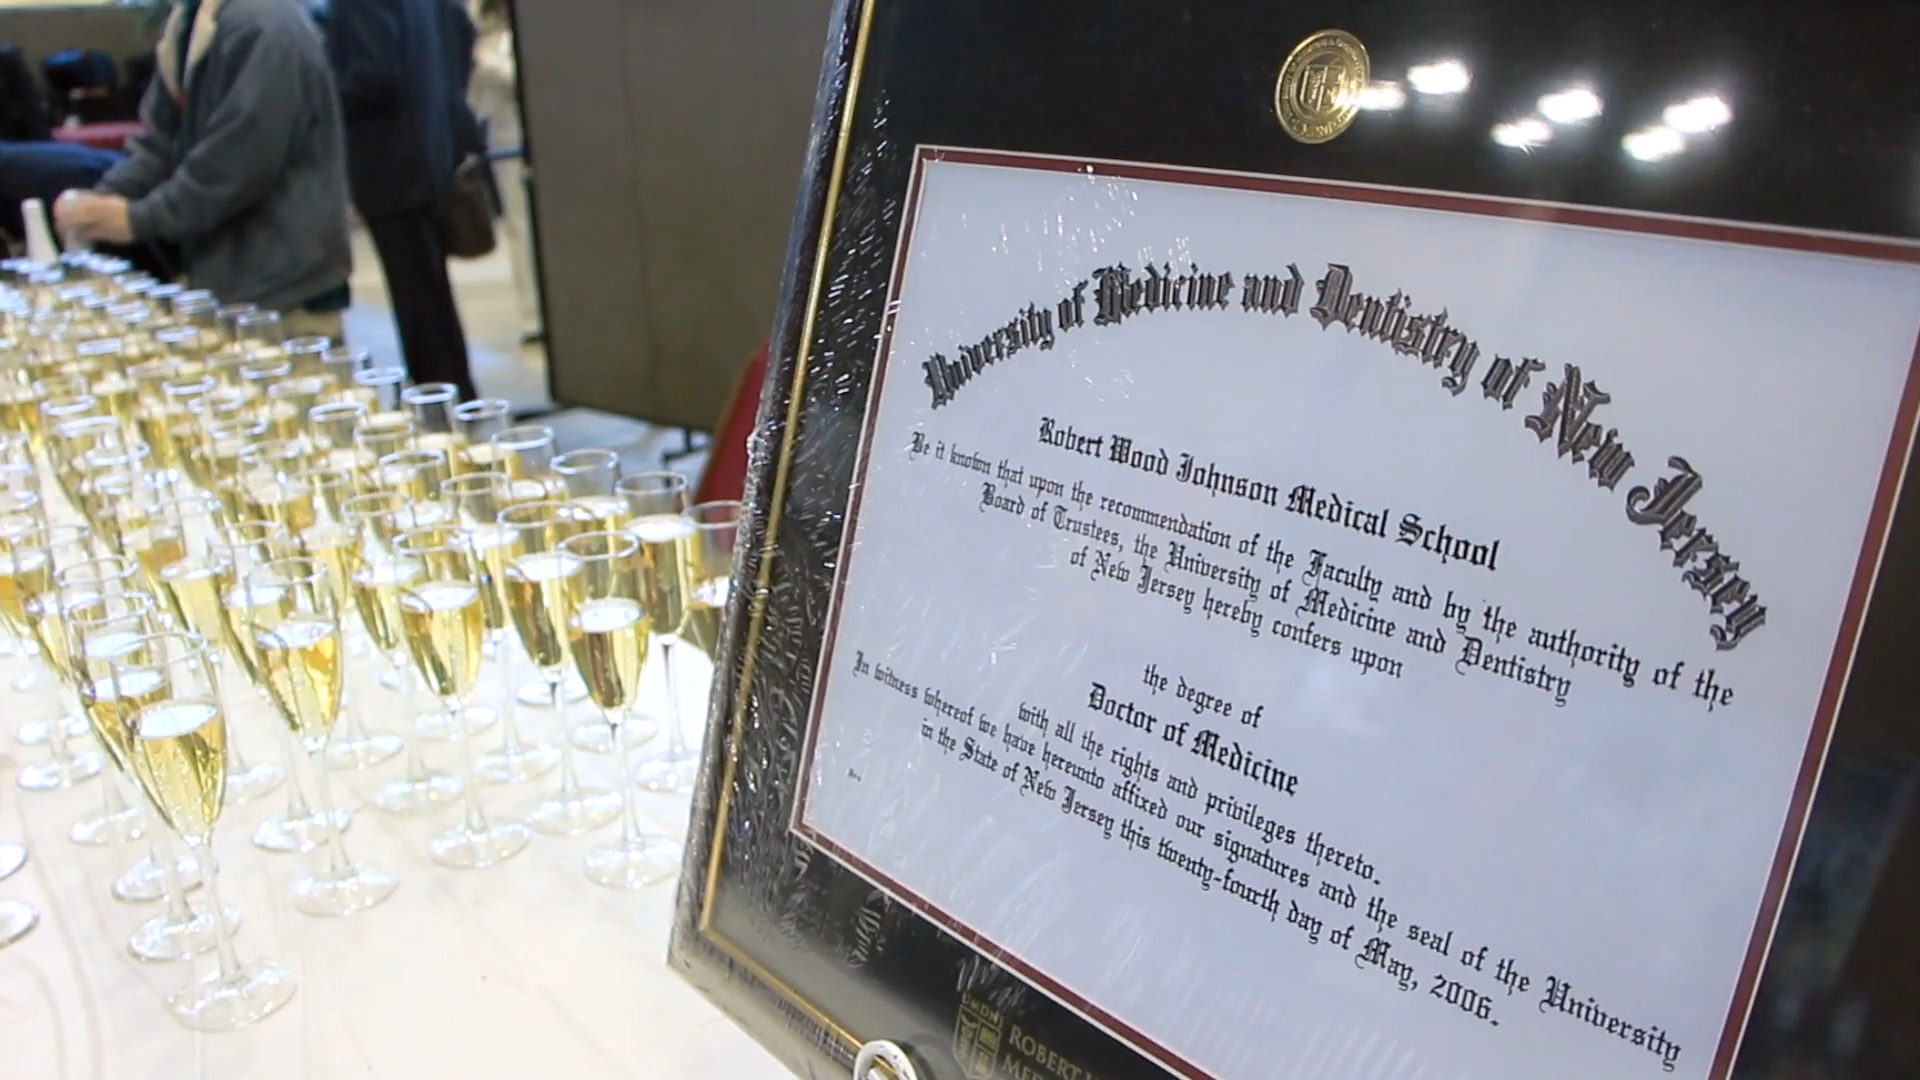 University of Medicine and Dentistry of New Jersey
Robert Wood Johnson Medical School
Be it known that upon the recommendation of the Faculty and by the authority of the
Board of Trustees, the University of Medicine and Dentistry
of New Jersey hereby confers upon
the degree of
Doctor of Medicine
with all the rights and privileges thereto.
In witness whereof we have hereunto affixed our signatures and the seal of the University
in the State of New Jersey this twenty-fourth day of May, 2006.
UMDNJ
ROBERT